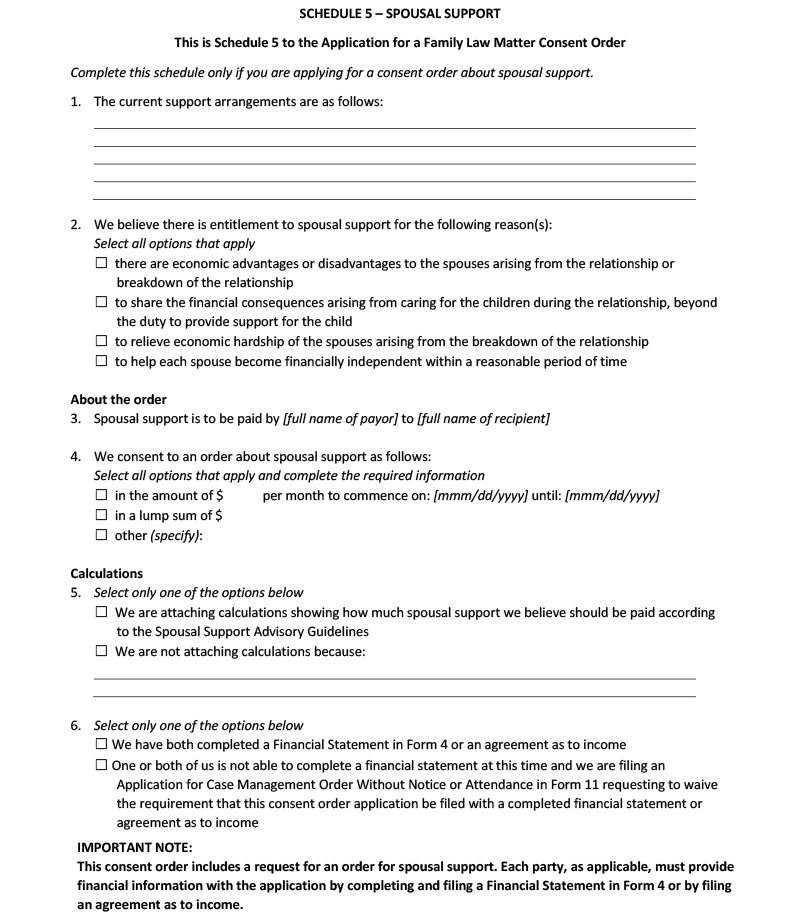 SCHEDULE 5 – SPOUSAL SUPPORT
This is Schedule 5 to the Application for a Family Law Matter Consent Order
Complete this schedule only if you are applying for a consent order about spousal support.
1. The current support arrangements are as follows:
2. We believe there is entitlement to spousal support for the following reason(s):
Select all options that apply
☐ there are economic advantages or disadvantages to the spouses arising from the relationship or
breakdown of the relationship
☐ to share the financial consequences arising from caring for the children during the relationship, beyond
the duty to provide support for the child
☐ to relieve economic hardship of the spouses arising from the breakdown of the relationship
☐ to help each spouse become financially independent within a reasonable period of time
About the order
3. Spousal support is to be paid by [full name of payor] to [full name of recipient]
4. We consent to an order about spousal support as follows:
Select all options that apply and complete the required information
☐ in the amount of $ per month to commence on: [mmm/dd/yyyy] until: [mmm/dd/yyyy]
☐ in a lump sum of $
☐ other (specify):
Calculations
5. Select only one of the options below
☐ We are attaching calculations showing how much spousal support we believe should be paid according
to the Spousal Support Advisory Guidelines
☐ We are not attaching calculations because:
6. Select only one of the options below
☐ We have both completed a Financial Statement in Form 4 or an agreement as to income
☐ One or both of us is not able to complete a financial statement at this time and we are filing an
Application for Case Management Order Without Notice or Attendance in Form 11 requesting to waive
the requirement that this consent order application be filed with a completed financial statement or
agreement as to income
IMPORTANT NOTE:
This consent order includes a request for an order for spousal support. Each party, as applicable, must provide
financial information with the application by completing and filing a Financial Statement in Form 4 or by filing
an agreement as to income.